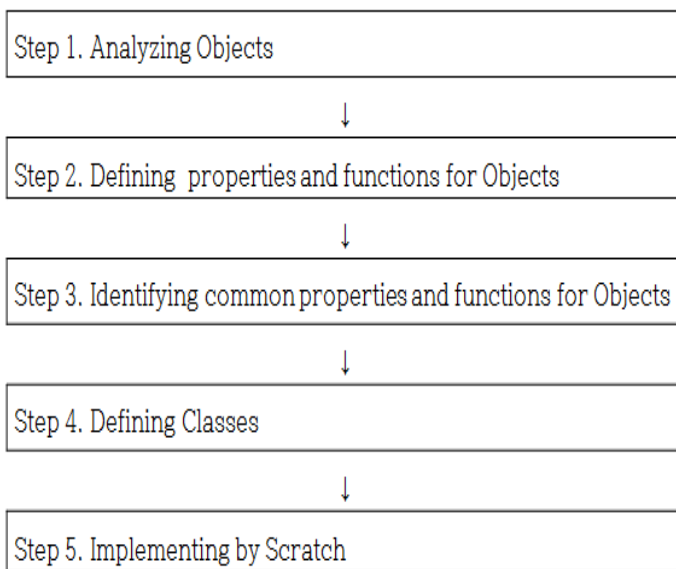 Step 1. Analyzing Objects
↓
Step 2. Defining properties and functions for Objects
↓
Step 3. Identifying common properties and functions for Objects
↓
Step 4. Defining Classes
↓
Step 5. Implementing by Scratch